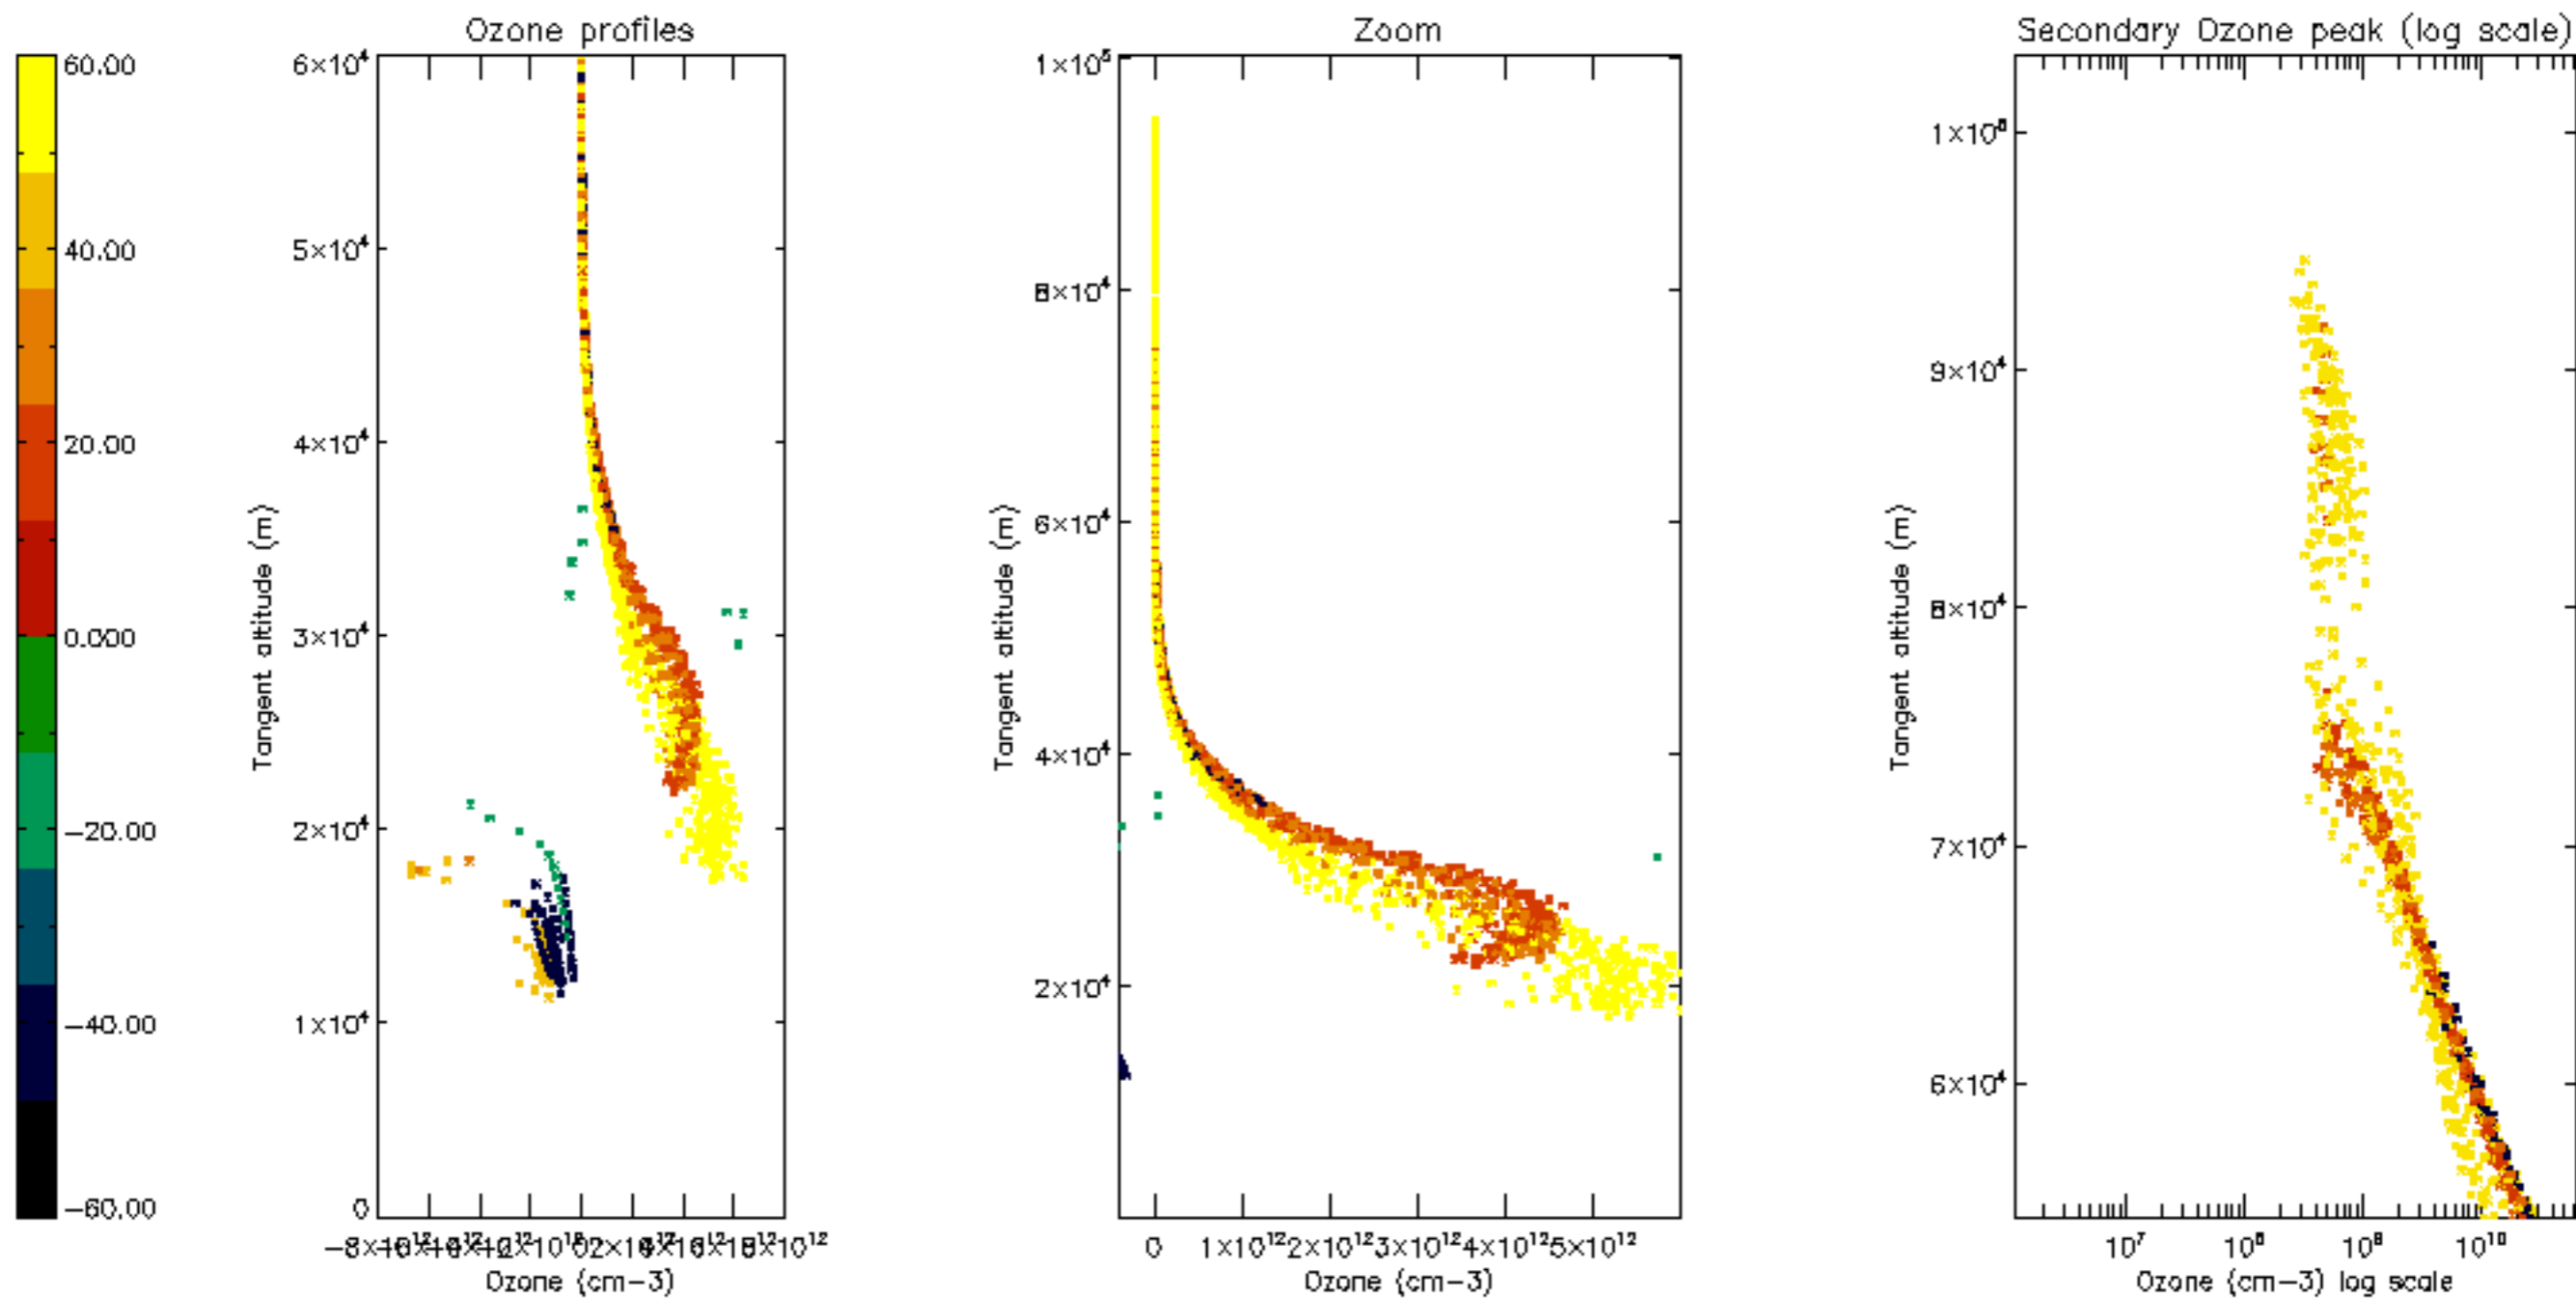 Ozone profiles
Zoom
Secondary Ozone peak (log scale)
60.00
40.00
20.00
0.000
-20.00
-40.00
-60.00
6×10⁴
5×10⁴
4×10⁴
3×10⁴
2×10⁴
1×10⁴
0
Tangent altitude (m)
Ozone (cm-3)
1×10⁵
8×10⁴
6×10⁴
4×10⁴
2×10⁴
Tangent altitude (m)
0 1×10¹² 2×10¹² 3×10¹² 4×10¹² 5×10¹²
Ozone (cm-3)
9×10⁴
8×10⁴
7×10⁴
6×10⁴
Tangent altitude (m)
10⁷ 10⁸ 10⁹ 10¹⁰
Ozone (cm-3) log scale